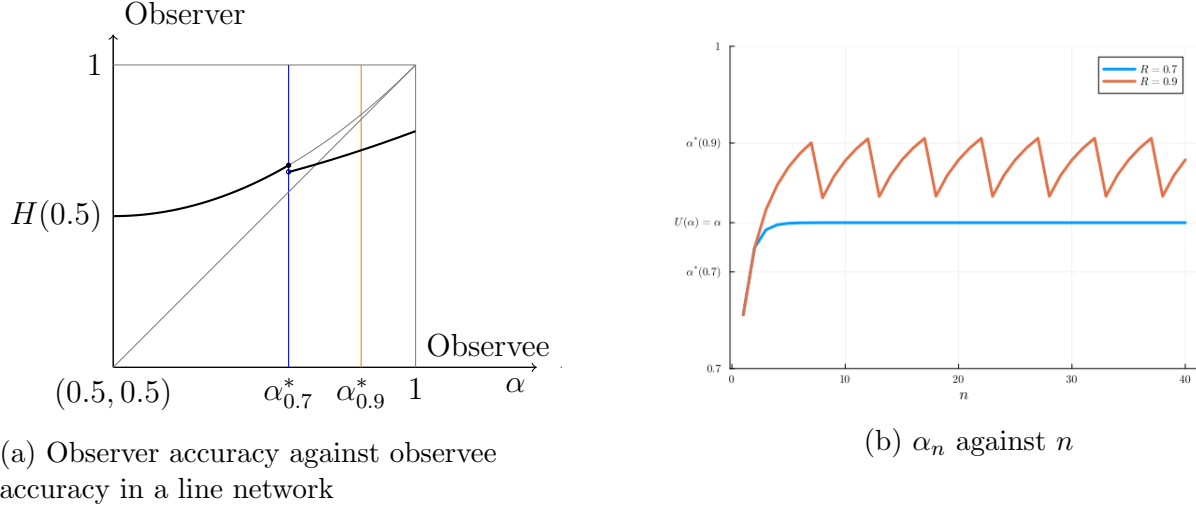 Observer
1
H(0.5)
Observee
(0.5, 0.5)
α*0.7
α*0.9
1
α
(a) Observer accuracy against observee
accuracy in a line network
1
R = 0.7
R = 0.9
α*(0.9)
U(α) = α
α*(0.7)
0.7
0
10
20
30
40
n
(b) αn against n